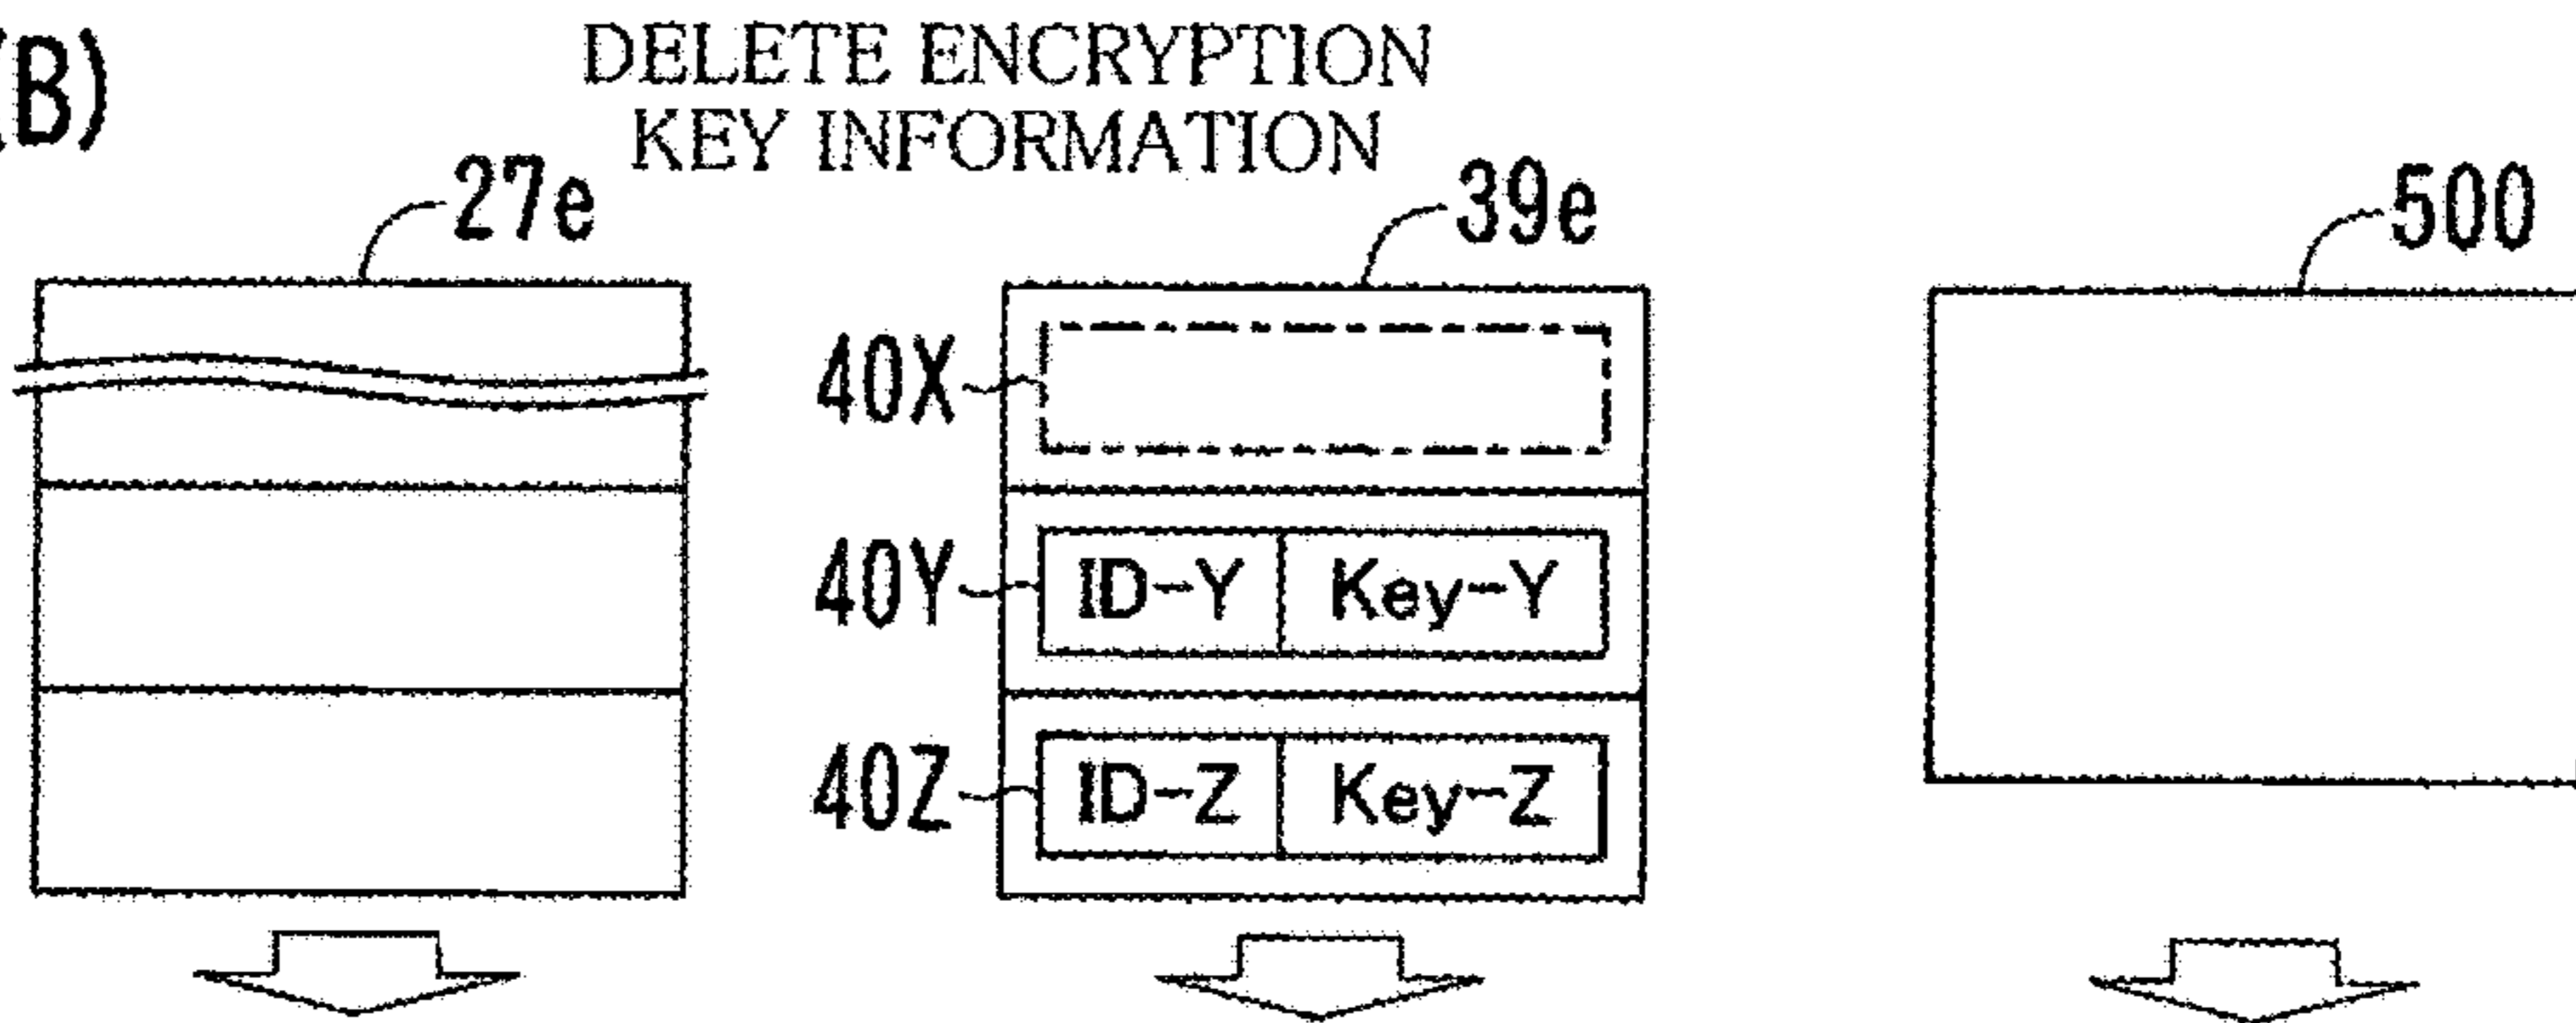 (B)
DELETE ENCRYPTION
KEY INFORMATION
27e
39e
500
40X
40Y
ID-Y
Key-Y
40Z
ID-Z
Key-Z